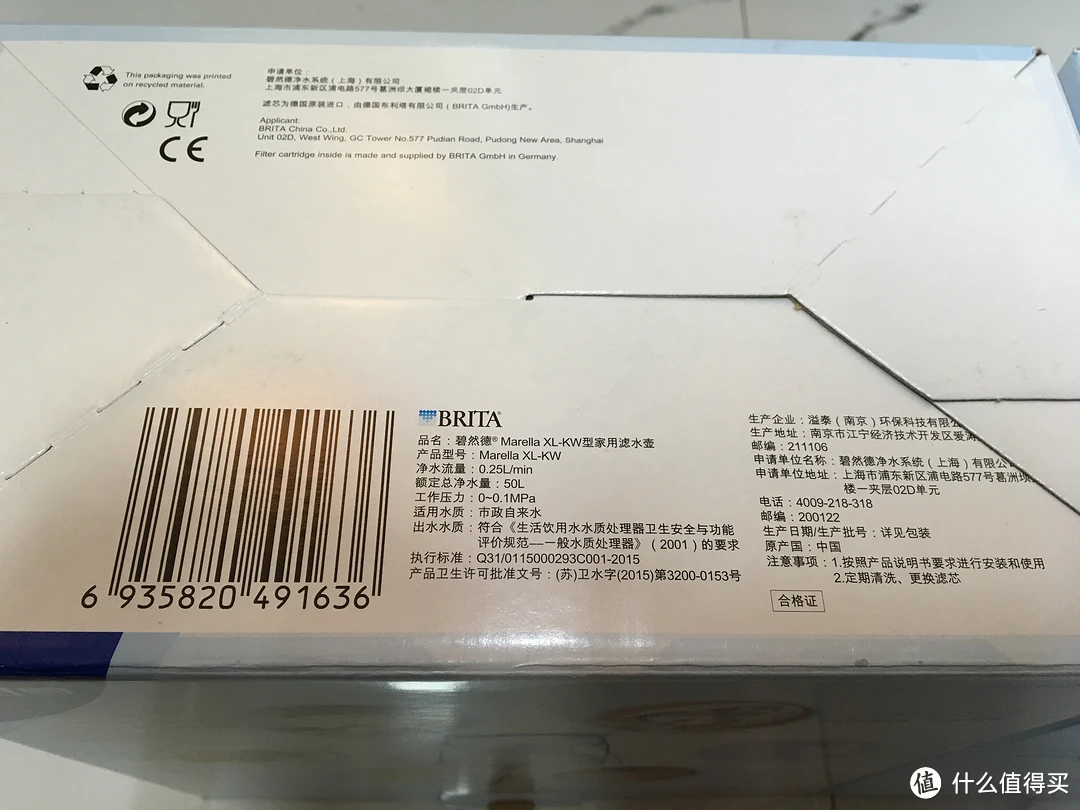 This packaging was printed
on recycled material.
CE
申请单位：
碧然德净水系统（上海）有限公司
上海市浦东新区浦电路577号葛洲坝大厦裙楼一夹层02D单元
滤芯为德国原装进口，由德国布利塔有限公司（BRITA GmbH)生产。
Applicant:
BRITA China Co.,Ltd.
Unit 02D, West Wing, GC Tower No.577 Pudian Road, Pudong New Area, Shanghai
Filter cartridge inside is made and supplied by BRITA GmbH in Germany.
6 935820 491636
BRITA®
品名：碧然德® Marella XL-KW型家用滤水壶
产品型号：Marella XL-KW
净水流量：0.25L/min
额定总净水量：50L
工作压力：0~0.1MPa
适用水质：市政自来水
出水水质：符合《生活饮用水水质处理器卫生安全与功能
评价规范—一般水质处理器》（2001）的要求
执行标准：Q31/0115000293C001-2015
产品卫生许可批准文号：(苏)卫水字(2015)第3200-0153号
生产企业：溢泰（南京）环保科技有限公
生产地址：南京市江宁经济技术开发区爱涛
邮编：211106
申请单位名称：碧然德净水系统（上海）有限公
申请单位地址：上海市浦东新区浦电路577号葛洲坝
楼一夹层02D单元
电话：4009-218-318
邮编：200122
生产日期/生产批号：详见包装
原产国：中国
注意事项：1.按照产品说明书要求进行安装和使用
2.定期清洗、更换滤芯
合格证
值 什么值得买